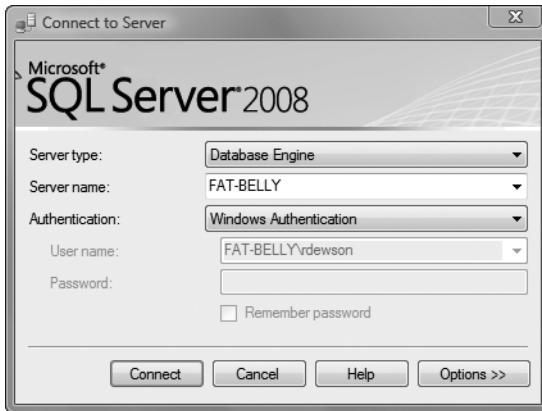 Connect to Server
Microsoft®
SQL Server®2008
Server type: Database Engine
Server name: FAT-BELLY
Authentication: Windows Authentication
User name: FAT-BELLY\rdewson
Password:
Remember password
Connect Cancel Help Options >>